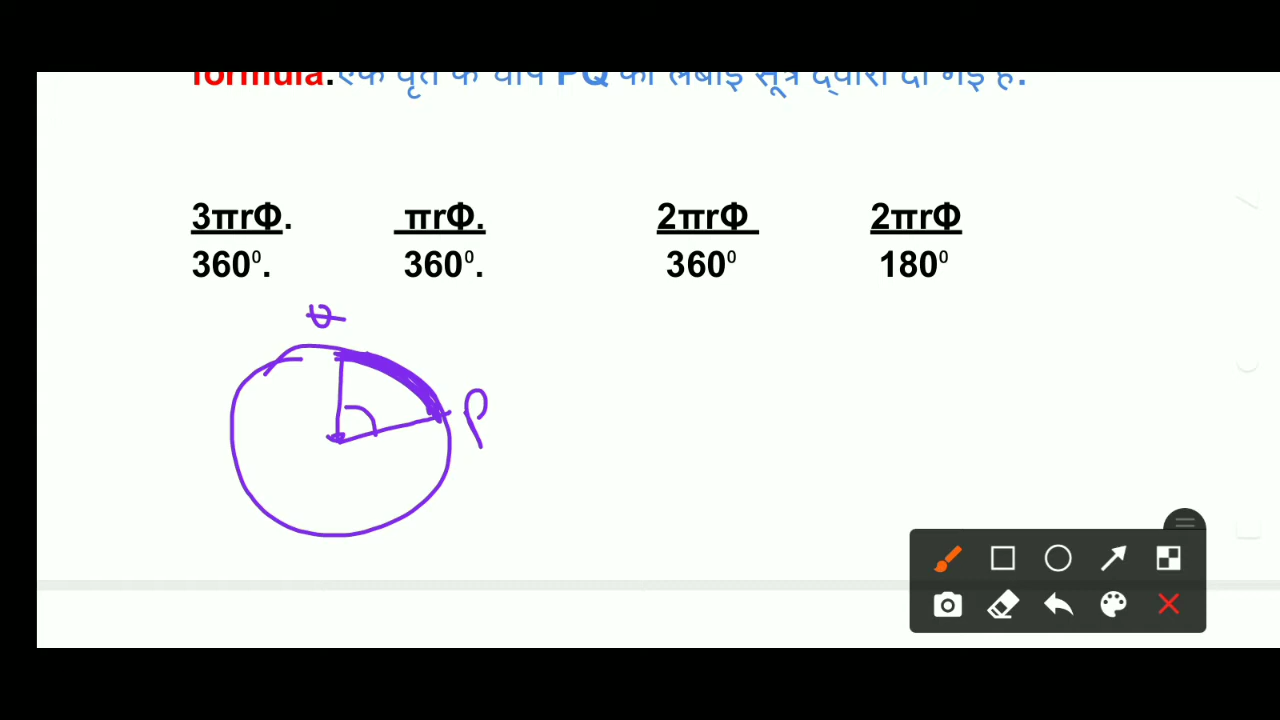 formula.एक वृत के चाप PQ की लंबाई सूत्र द्वारा दी गई है.
3πrΦ. πrΦ. 2πrΦ 2πrΦ
360⁰. 360⁰. 360⁰ 180⁰
Q
P